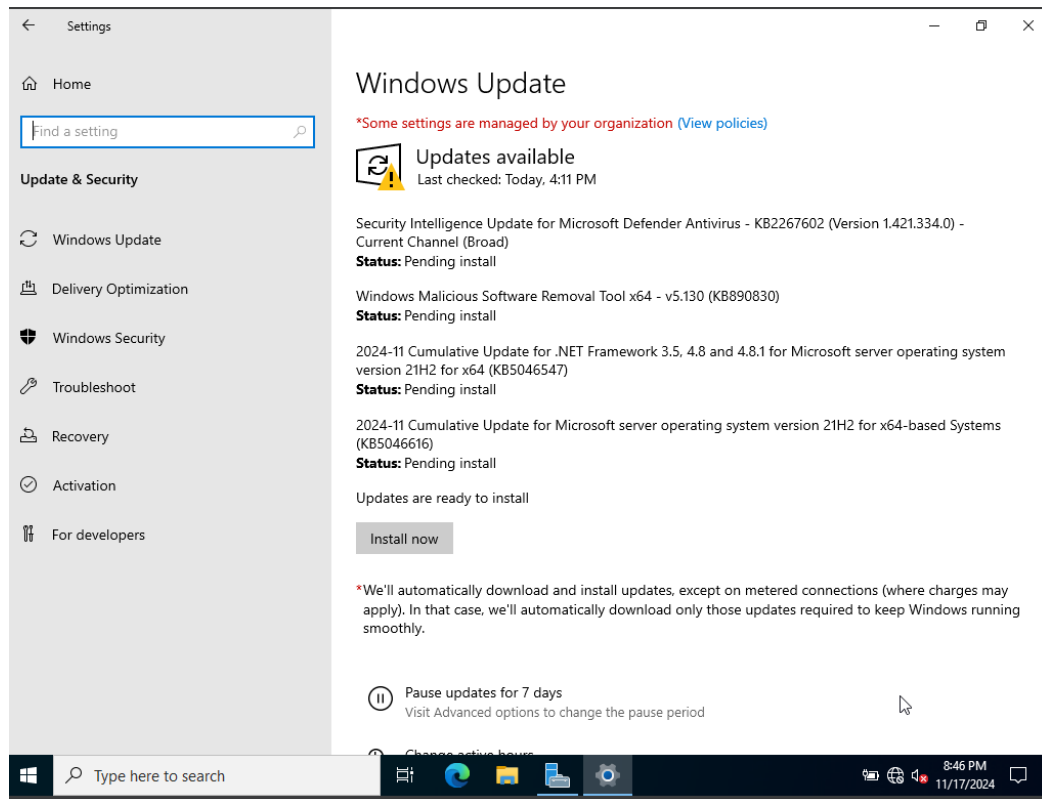 Settings
Home
Find a setting
Update & Security
Windows Update
Delivery Optimization
Windows Security
Troubleshoot
Recovery
Activation
For developers
Windows Update
*Some settings are managed by your organization (View policies)
Updates available
Last checked: Today, 4:11 PM
Security Intelligence Update for Microsoft Defender Antivirus - KB2267602 (Version 1.421.334.0) -
Current Channel (Broad)
Status: Pending install
Windows Malicious Software Removal Tool x64 - v5.130 (KB890830)
Status: Pending install
2024-11 Cumulative Update for .NET Framework 3.5, 4.8 and 4.8.1 for Microsoft server operating system
version 21H2 for x64 (KB5046547)
Status: Pending install
2024-11 Cumulative Update for Microsoft server operating system version 21H2 for x64-based Systems
(KB5046616)
Status: Pending install
Updates are ready to install
Install now
*We'll automatically download and install updates, except on metered connections (where charges may
apply). In that case, we'll automatically download only those updates required to keep Windows running
smoothly.
Pause updates for 7 days
Visit Advanced options to change the pause period
Change active hours
Type here to search
8:46 PM
11/17/2024